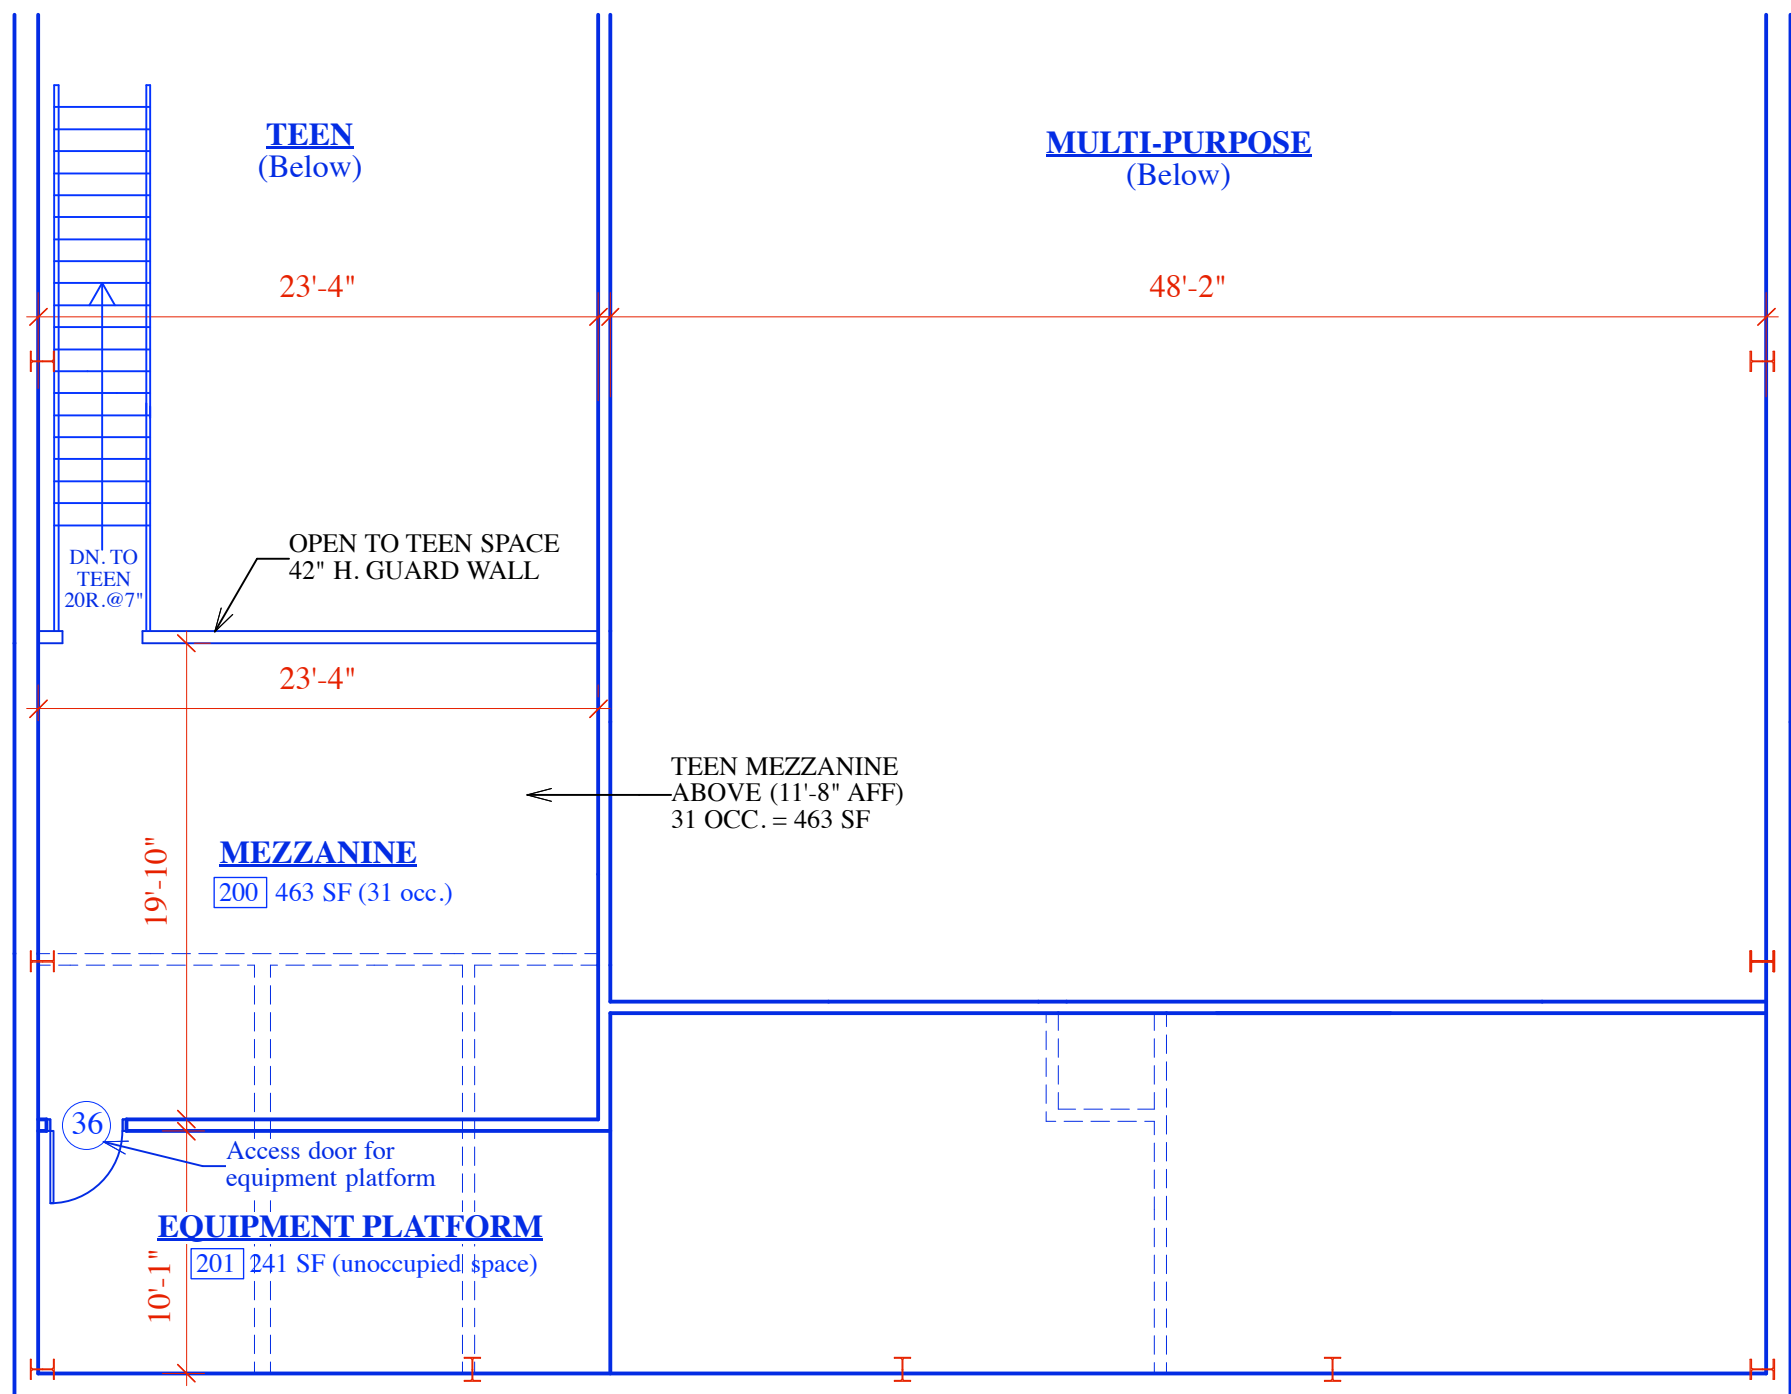 TEEN
(Below)
MULTI-PURPOSE
(Below)
23'-4"
48'-2"
OPEN TO TEEN SPACE
42" H. GUARD WALL
DN. TO
TEEN
20R.@7"
23'-4"
TEEN MEZZANINE
ABOVE (11'-8" AFF)
31 OCC. = 463 SF
19'-10"
MEZZANINE
200 463 SF (31 occ.)
36
Access door for
equipment platform
EQUIPMENT PLATFORM
201 241 SF (unoccupied space)
10'-1"